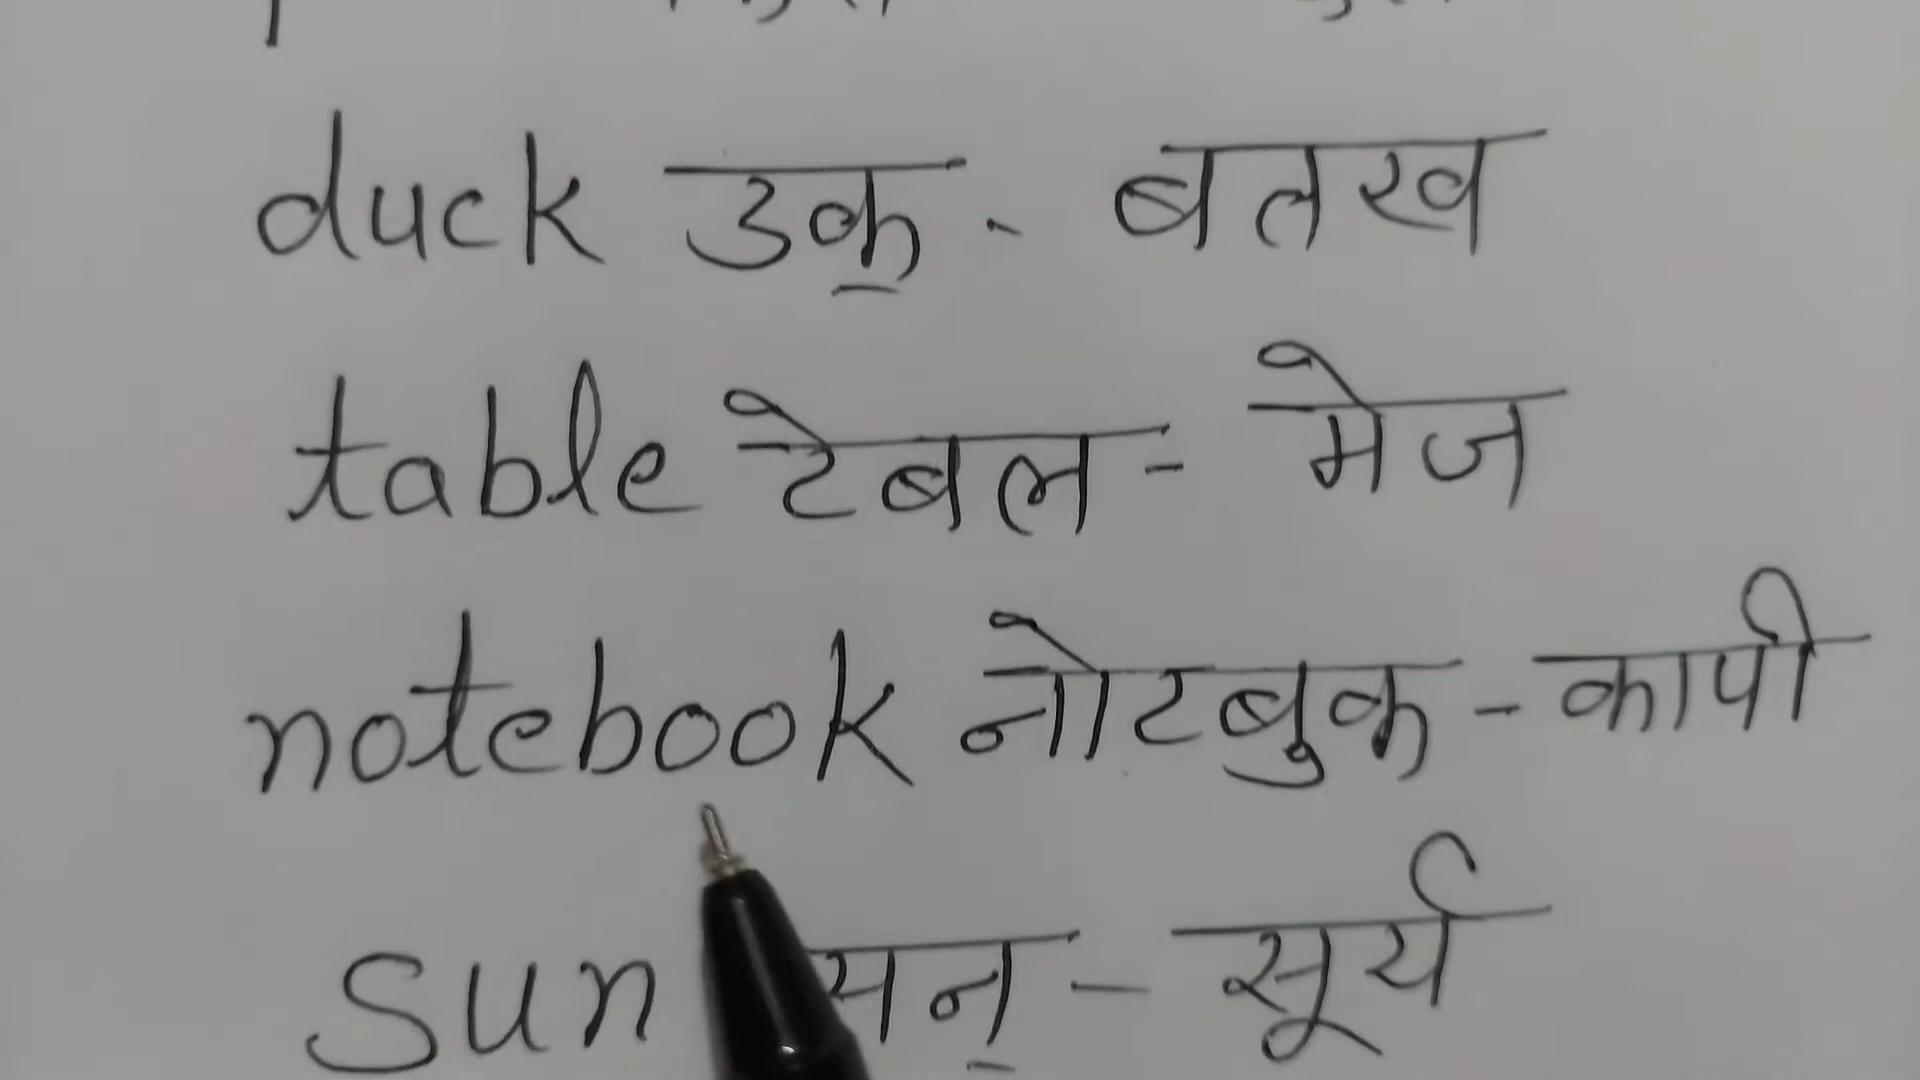 duck डक् - बतख
table टेबल - मेज
notebook नोटबुक - कापी
sun सन् - सूर्य